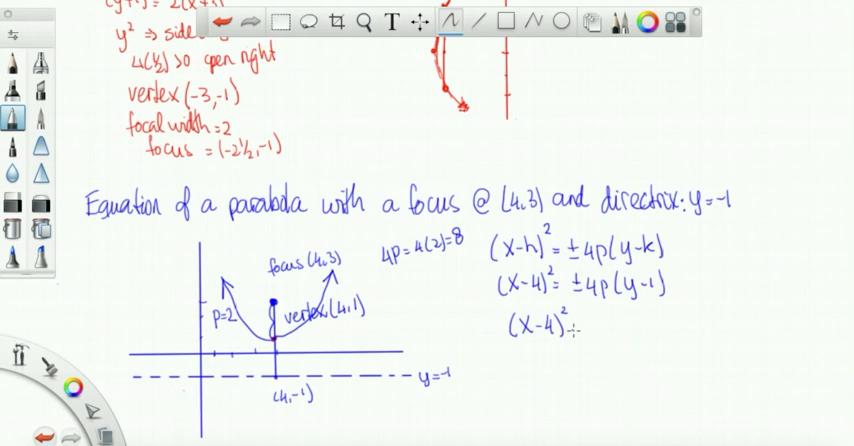 y² ⇒ side
4(½) so open right
vertex (-3,-1)
focal width = 2
focus = (-2½,-1)
T
Equation of a parabola with a focus @ (4,3) and directrix: y=-1
focus (4,3)
4p = 4(2) = 8
p=2
vertex (4,1)
y=-1
(4,-1)
(x-h)² = ±4p(y-k)
(x-4)² = ±4p(y-1)
(x-4)² =